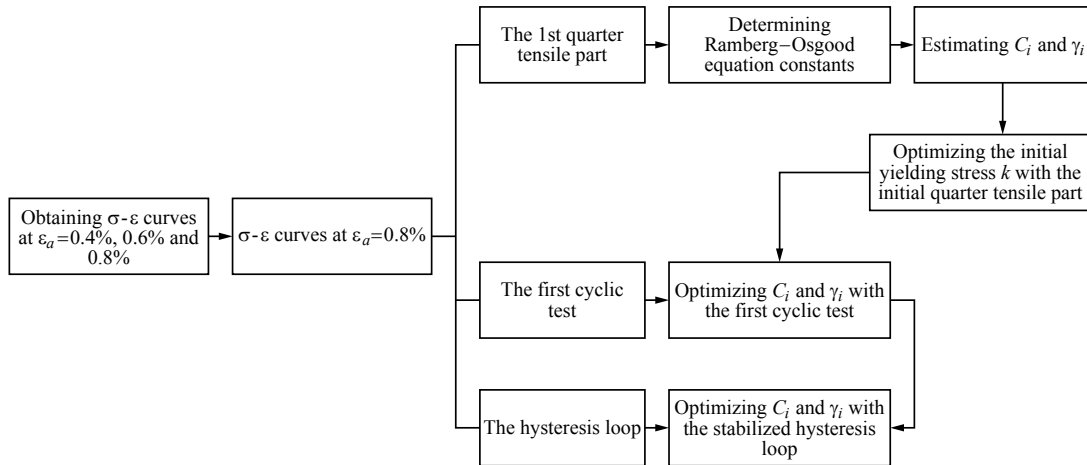 The 1st quarter
tensile part
Determining
Ramberg−Osgood
equation constants
Estimating Cᵢ and γᵢ
Optimizing the initial
yielding stress k with the
initial quarter tensile part
Obtaining σ-ε curves
at εₐ=0.4%, 0.6% and
0.8%
σ-ε curves at εₐ=0.8%
The first cyclic
test
Optimizing Cᵢ and γᵢ with
the first cyclic test
The hysteresis loop
Optimizing Cᵢ and γᵢ with
the stabilized hysteresis
loop